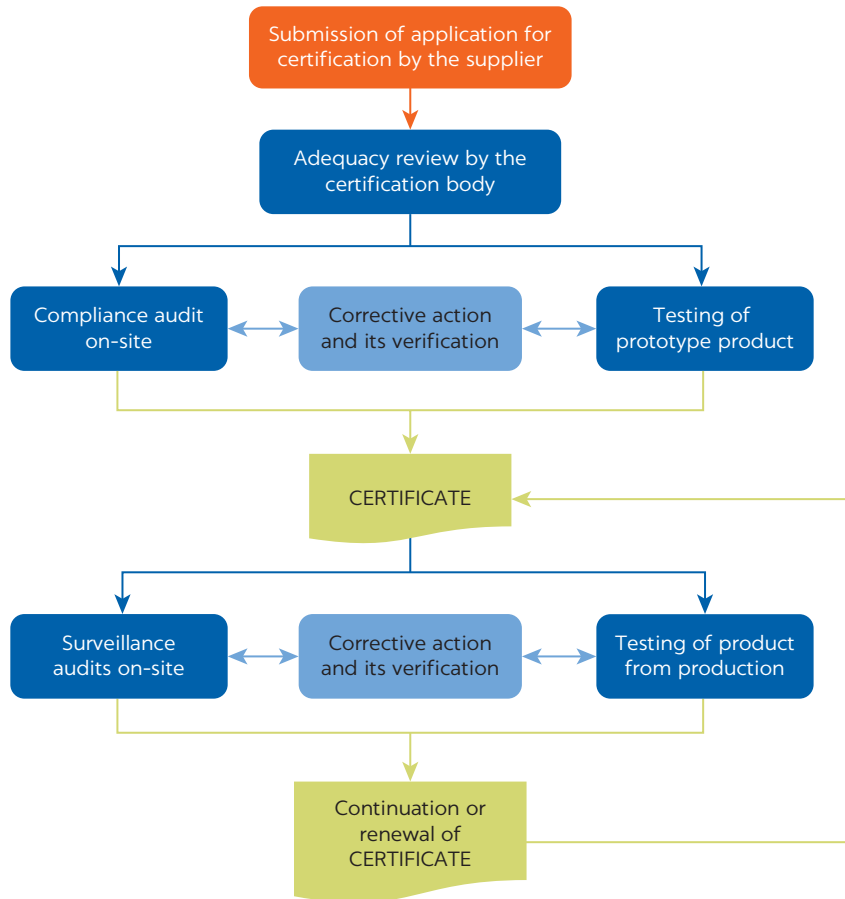 Submission of application for
certification by the supplier
Adequacy review by the
certification body
Compliance audit
on-site
Corrective action
and its verification
Testing of
prototype product
CERTIFICATE
Surveillance
audits on-site
Corrective action
and its verification
Testing of product
from production
Continuation or
renewal of
CERTIFICATE